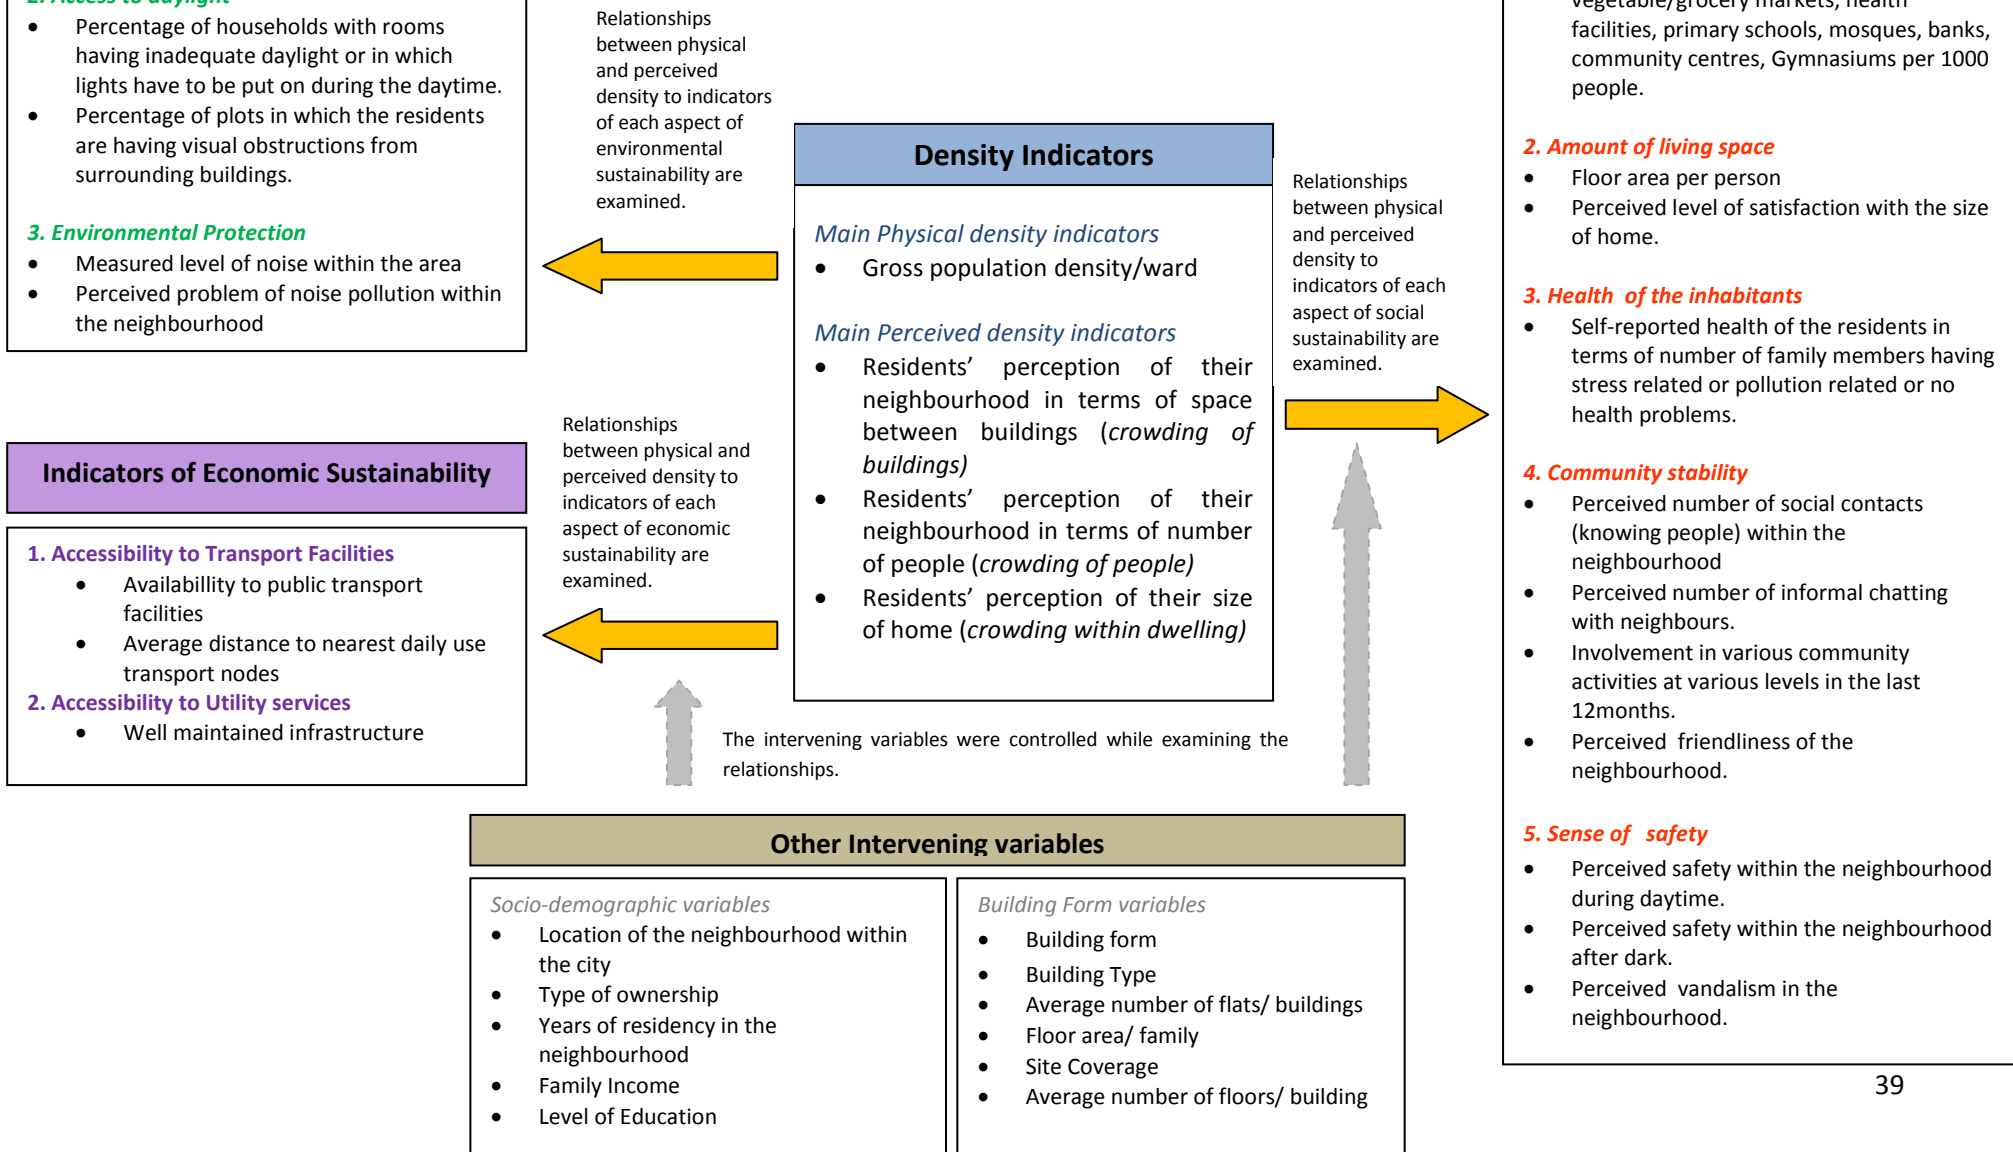 2. Access to daylight
• Percentage of households with rooms
having inadequate daylight or in which
lights have to be put on during the daytime.
• Percentage of plots in which the residents
are having visual obstructions from
surrounding buildings.
3. Environmental Protection
• Measured level of noise within the area
• Perceived problem of noise pollution within
the neighbourhood
Relationships
between physical
and perceived
density to indicators
of each aspect of
environmental
sustainability are
examined.
Indicators of Economic Sustainability
1. Accessibility to Transport Facilities
• Availabillity to public transport
facilities
• Average distance to nearest daily use
transport nodes
2. Accessibility to Utility services
• Well maintained infrastructure
Relationships
between physical and
perceived density to
indicators of each
aspect of economic
sustainability are
examined.
Density Indicators
Main Physical density indicators
• Gross population density/ward
Main Perceived density indicators
• Residents’ perception of their
neighbourhood in terms of space
between buildings (crowding of
buildings)
• Residents’ perception of their
neighbourhood in terms of number
of people (crowding of people)
• Residents’ perception of their size
of home (crowding within dwelling)
Relationships
between physical
and perceived
density to
indicators of each
aspect of social
sustainability are
examined.
The intervening variables were controlled while examining the
relationships.
Other Intervening variables
Socio-demographic variables
• Location of the neighbourhood within
the city
• Type of ownership
• Years of residency in the
neighbourhood
• Family Income
• Level of Education
Building Form variables
• Building form
• Building Type
• Average number of flats/ buildings
• Floor area/ family
• Site Coverage
• Average number of floors/ building
vegetable/grocery markets, health
facilities, primary schools, mosques, banks,
community centres, Gymnasiums per 1000
people.
2. Amount of living space
• Floor area per person
• Perceived level of satisfaction with the size
of home.
3. Health of the inhabitants
• Self-reported health of the residents in
terms of number of family members having
stress related or pollution related or no
health problems.
4. Community stability
• Perceived number of social contacts
(knowing people) within the
neighbourhood
• Perceived number of informal chatting
with neighbours.
• Involvement in various community
activities at various levels in the last
12months.
• Perceived friendliness of the
neighbourhood.
5. Sense of safety
• Perceived safety within the neighbourhood
during daytime.
• Perceived safety within the neighbourhood
after dark.
• Perceived vandalism in the
neighbourhood.
39